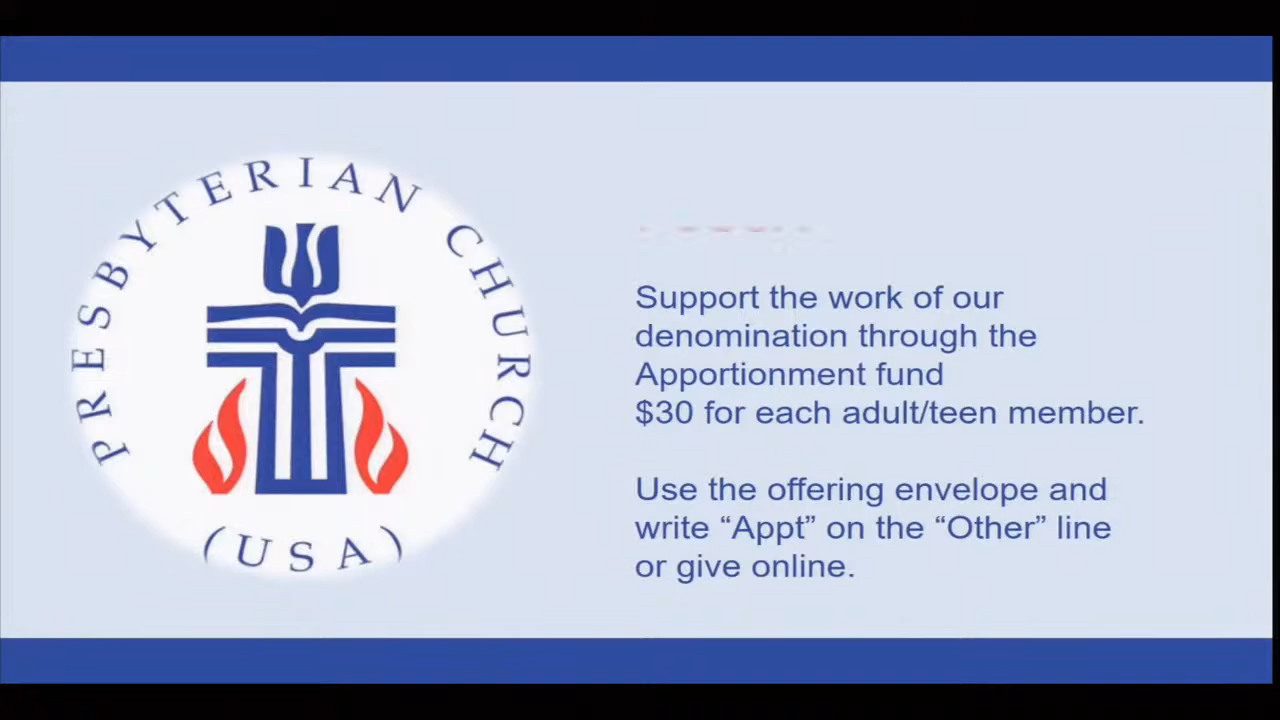 PRESBYTERIAN CHURCH
(USA)
Support the work of our
denomination through the
Apportionment fund
$30 for each adult/teen member.
Use the offering envelope and
write “Appt” on the “Other” line
or give online.